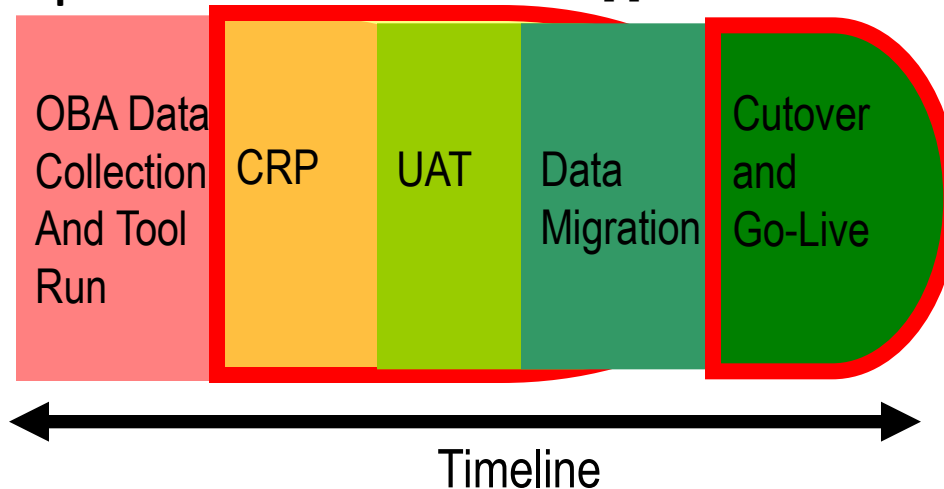 OBA Data
Collection
And Tool
Run
CRP
UAT
Data
Migration
Cutover
and
Go-Live
Timeline